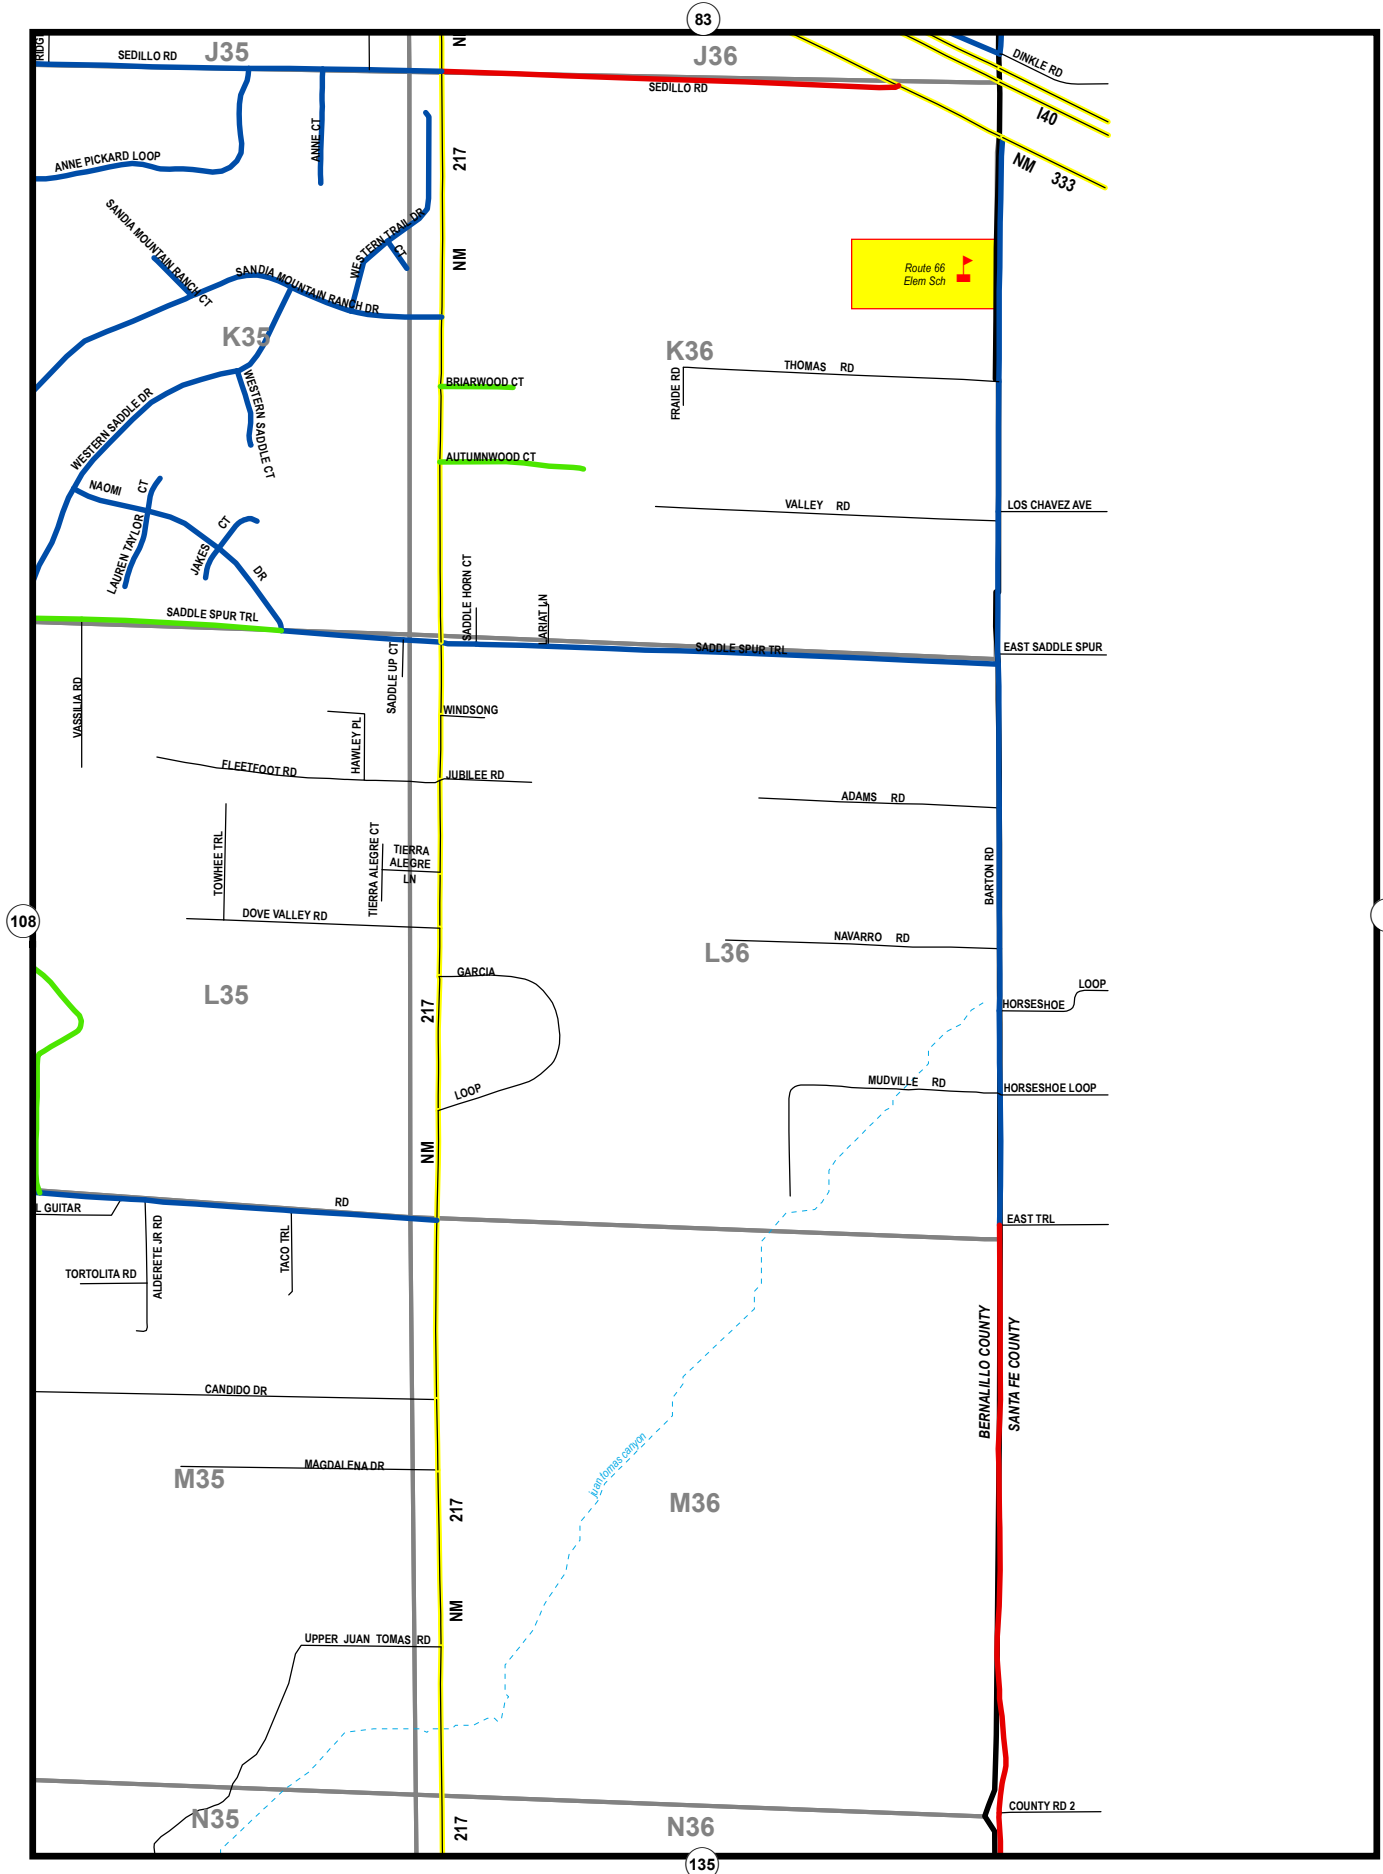 83
RIDG
SEDILLO RD
J35
N
J36
DINKLE RD
SEDILLO RD
I40
ANNE CT
ANNE PICKARD LOOP
217
NM 333
SANDIA MOUNTAIN RANCH CT
WESTERN TRAIL DR
CT
NM
SANDIA MOUNTAIN RANCH DR
Route 66
Elem Sch
K35
K36
THOMAS RD
FRAIDE RD
BRIARWOOD CT
WESTERN SADDLE DR
WESTERN SADDLE CT
AUTUMNWOOD CT
NAOMI
DR
LAUREN TAYLOR CT
JAKES CT
VALLEY RD
LOS CHAVEZ AVE
SADDLE HORN CT
LARIAT LN
SADDLE SPUR TRL
SADDLE SPUR TRL
EAST SADDLE SPUR
SADDLE UP CT
VASSILIA RD
WINDSONG
HAWLEY PL
FLEETFOOT RD
JUBILEE RD
ADAMS RD
TOWHEE TRL
TIERRA ALEGRE CT
TIERRA
ALEGRE
LN
BARTON RD
DOVE VALLEY RD
108
NAVARRO RD
L36
GARCIA
LOOP
L35
217
HORSESHOE
LOOP
MUDVILLE RD
HORSESHOE LOOP
NM
RD
L GUITAR
EAST TRL
ALDERETE JR RD
TACO TRL
TORTOLITA RD
BERNALILLO COUNTY
SANTA FE COUNTY
CANDIDO DR
juan tomas canyon
MAGDALENA DR
M35
M36
217
NM
UPPER JUAN TOMAS RD
COUNTY RD 2
N35
N36
217
135